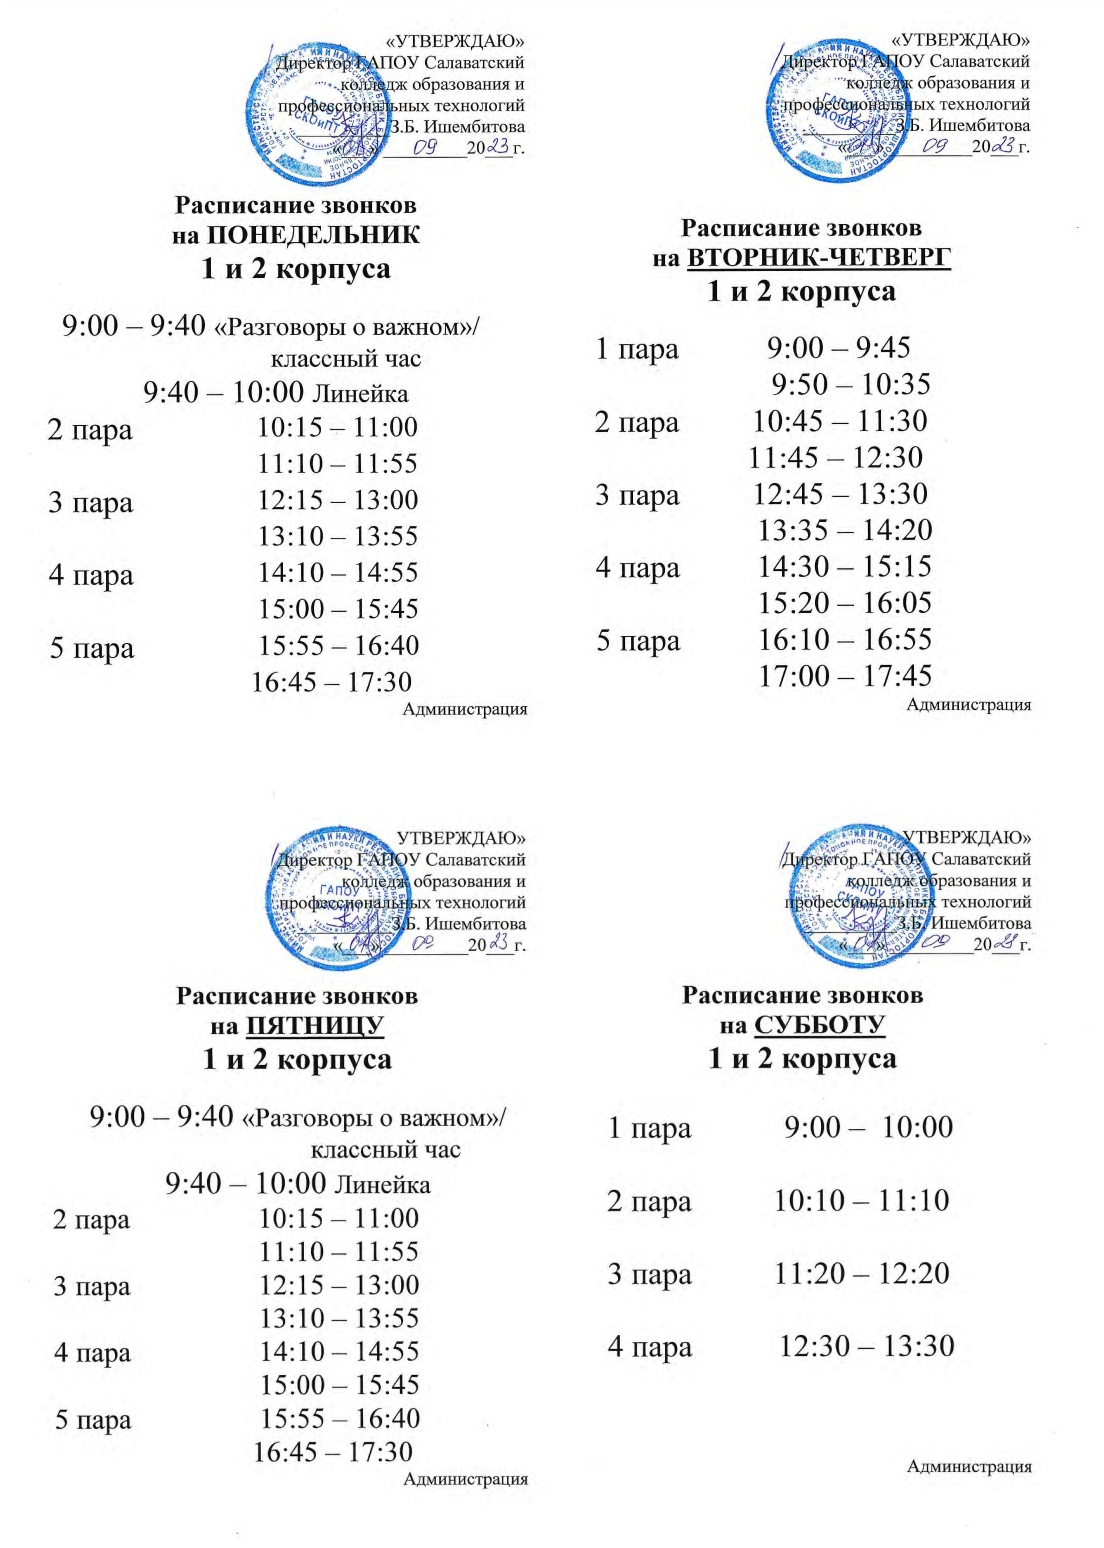 «УТВЕРЖДАЮ»
Директор ГАПОУ Салаватский
колледж образования и
профессиональных технологий
З.Б. Ишембитова
«01» 09 2023 г.
ГАПОУ
СКОиПТ
Расписание звонков
на ПОНЕДЕЛЬНИК
1 и 2 корпуса
9:00 – 9:40 «Разговоры о важном»/
классный час
9:40 – 10:00 Линейка
2 пара 10:15 – 11:00
11:10 – 11:55
3 пара 12:15 – 13:00
13:10 – 13:55
4 пара 14:10 – 14:55
15:00 – 15:45
5 пара 15:55 – 16:40
16:45 – 17:30
Администрация
«УТВЕРЖДАЮ»
Директор ГАПОУ Салаватский
колледж образования и
профессиональных технологий
З.Б. Ишембитова
«01» 09 2023 г.
ГАПОУ
СКОиПТ
Расписание звонков
на ВТОРНИК-ЧЕТВЕРГ
1 и 2 корпуса
1 пара 9:00 – 9:45
9:50 – 10:35
2 пара 10:45 – 11:30
11:45 – 12:30
3 пара 12:45 – 13:30
13:35 – 14:20
4 пара 14:30 – 15:15
15:20 – 16:05
5 пара 16:10 – 16:55
17:00 – 17:45
Администрация
УТВЕРЖДАЮ»
Директор ГАПОУ Салаватский
колледж образования и
профессиональных технологий
З.Б. Ишембитова
«01» 09 2023 г.
ГАПОУ
СКОиПТ
Расписание звонков
на ПЯТНИЦУ
1 и 2 корпуса
9:00 – 9:40 «Разговоры о важном»/
классный час
9:40 – 10:00 Линейка
2 пара 10:15 – 11:00
11:10 – 11:55
3 пара 12:15 – 13:00
13:10 – 13:55
4 пара 14:10 – 14:55
15:00 – 15:45
5 пара 15:55 – 16:40
16:45 – 17:30
Администрация
УТВЕРЖДАЮ»
Директор ГАПОУ Салаватский
колледж образования и
профессиональных технологий
З.Б. Ишембитова
«01» 09 2023 г.
ГАПОУ
СКОиПТ
Расписание звонков
на СУББОТУ
1 и 2 корпуса
1 пара 9:00 – 10:00
2 пара 10:10 – 11:10
3 пара 11:20 – 12:20
4 пара 12:30 – 13:30
Администрация